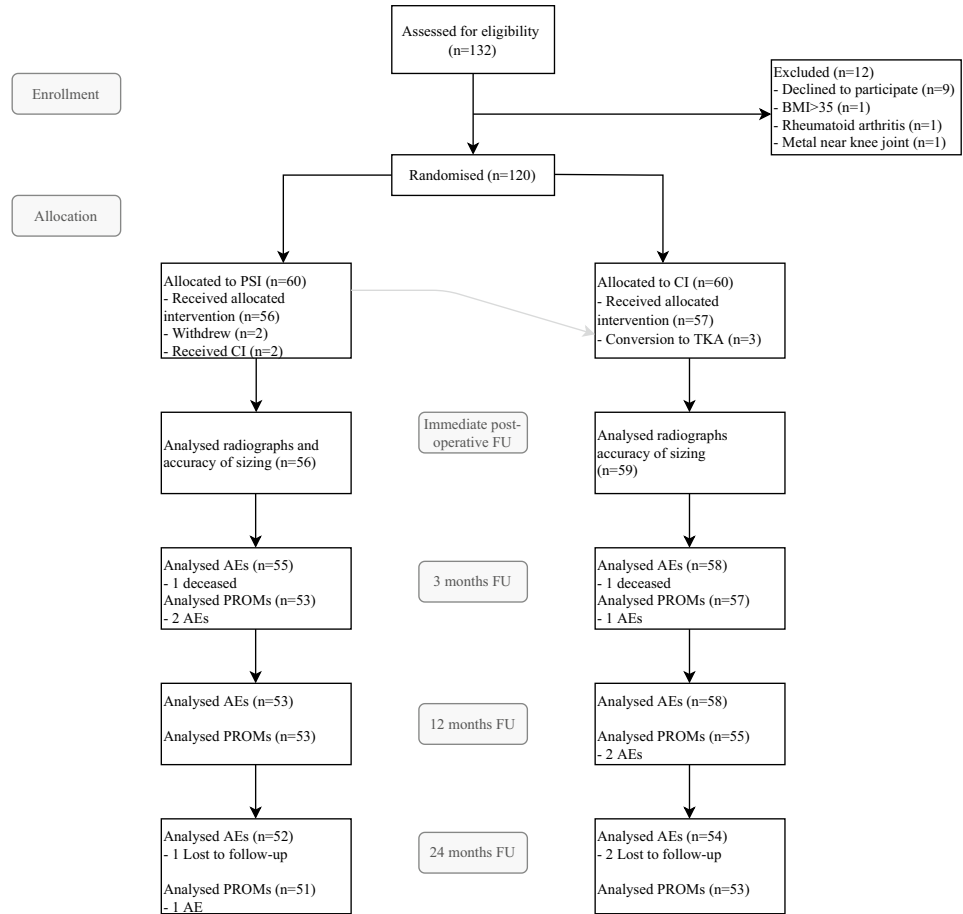 Assessed for eligibility
(n=132)
Enrollment
Excluded (n=12)
- Declined to participate (n=9)
- BMI>35 (n=1)
- Rheumatoid arthritis (n=1)
- Metal near knee joint (n=1)
Randomised (n=120)
Allocation
Allocated to PSI (n=60)
- Received allocated
intervention (n=56)
- Withdrew (n=2)
- Received CI (n=2)
Allocated to CI (n=60)
- Received allocated
intervention (n=57)
- Conversion to TKA (n=3)
Analysed radiographs and
accuracy of sizing (n=56)
Immediate post-
operative FU
Analysed radiographs
accuracy of sizing
(n=59)
Analysed AEs (n=55)
- 1 deceased
Analysed PROMs (n=53)
- 2 AEs
3 months FU
Analysed AEs (n=58)
- 1 deceased
Analysed PROMs (n=57)
- 1 AEs
Analysed AEs (n=53)
Analysed PROMs (n=53)
12 months FU
Analysed AEs (n=58)
Analysed PROMs (n=55)
- 2 AEs
Analysed AEs (n=52)
- 1 Lost to follow-up
Analysed PROMs (n=51)
- 1 AE
24 months FU
Analysed AEs (n=54)
- 2 Lost to follow-up
Analysed PROMs (n=53)